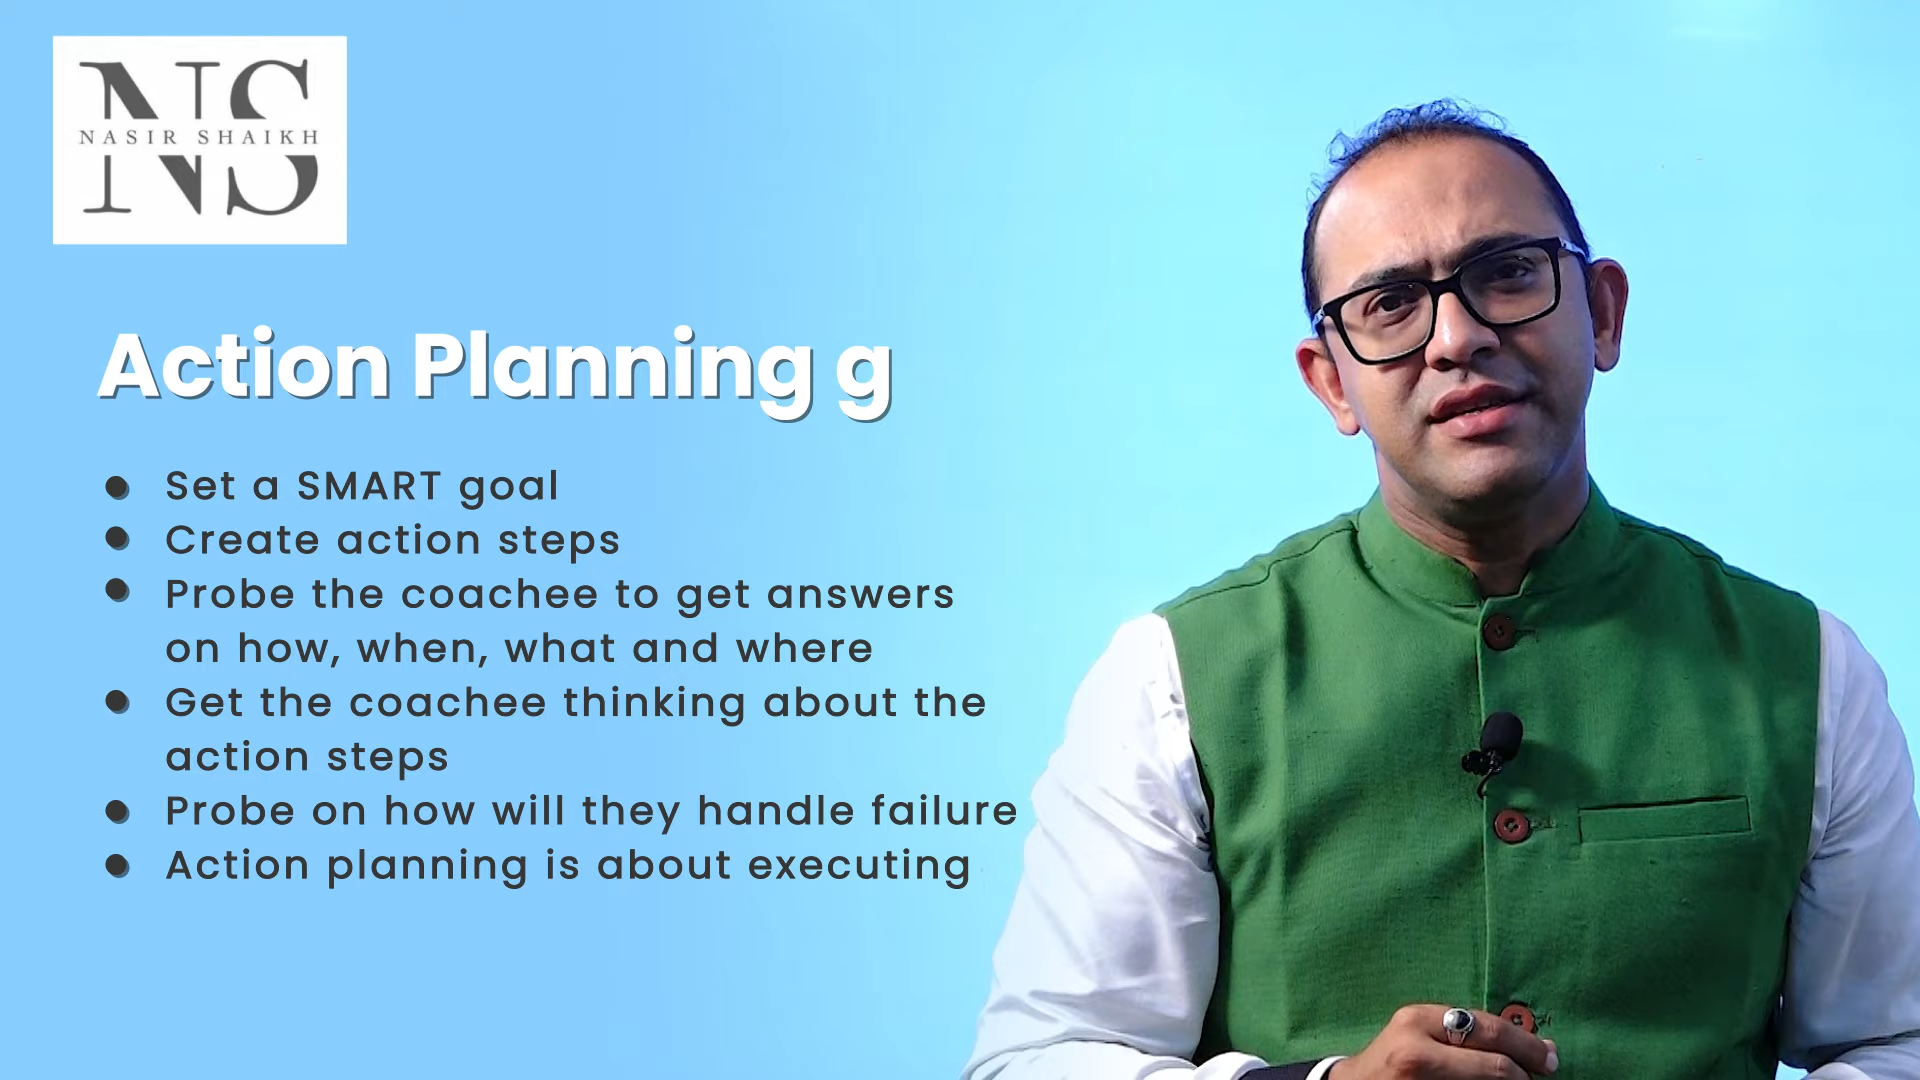 NS
NASIR SHAIKH
Action Planning g
Set a SMART goal
Create action steps
Probe the coachee to get answers
on how, when, what and where
Get the coachee thinking about the
action steps
Probe on how will they handle failure
Action planning is about executing